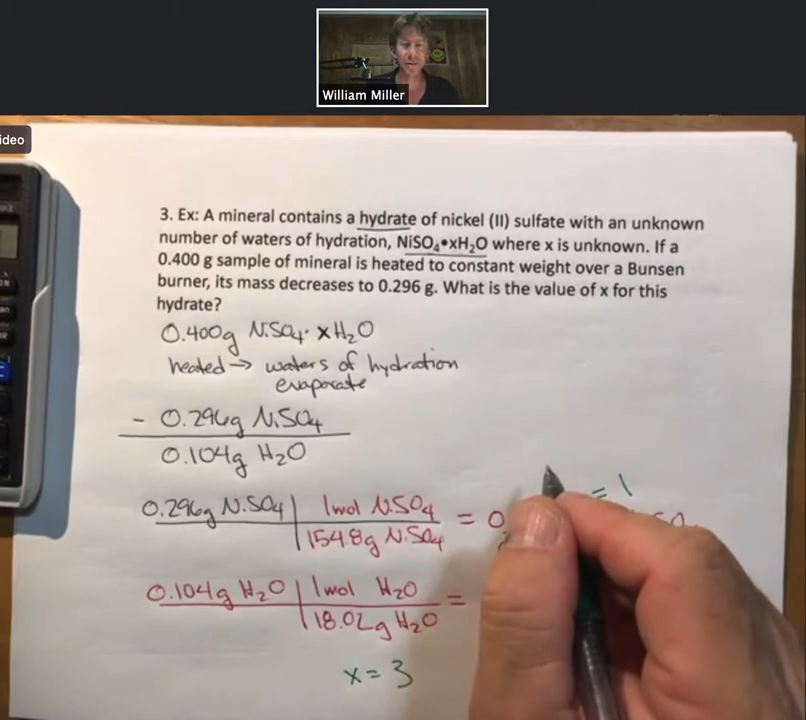 William Miller
ideo
3. Ex: A mineral contains a hydrate of nickel (II) sulfate with an unknown
number of waters of hydration, NiSO₄•xH₂O where x is unknown. If a
0.400 g sample of mineral is heated to constant weight over a Bunsen
burner, its mass decreases to 0.296 g. What is the value of x for this
hydrate?
0.400g NiSO₄ · xH₂O
heated → waters of hydration
evaporate
- 0.296g NiSO₄
0.104g H₂O
= 1
0.296g NiSO₄ | 1mol NiSO₄ = 0
154.8g NiSO₄
0.104g H₂O | 1mol H₂O =
18.02g H₂O
x = 3